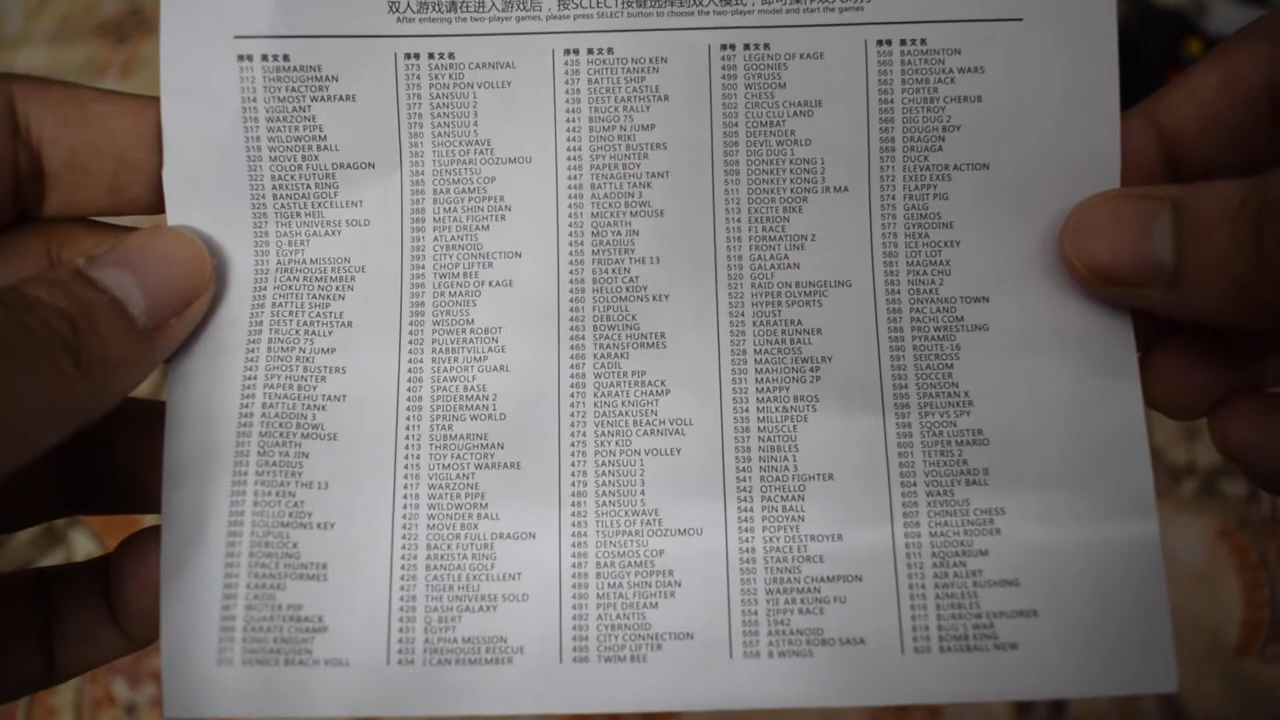 双人游戏请在进入游戏后，按SCLECT按键选择到双人模式，即可操作双人对打
After entering the two-player games, please press SELECT button to choose the two-player model and start the games
序号 英文名
311 SUBMARINE
312 THROUGHMAN
313 TOY FACTORY
314 UTMOST WARFARE
315 VIGILANT
316 WARZONE
317 WATER PIPE
318 WILDWORM
319 WONDER BALL
320 MOVE B0X
321 COLOR FULL DRAGON
322 BACK FUTURE
323 ARKISTA RING
324 BANDAI GOLF
325 CASTLE EXCELLENT
326 TIGER HEIL
327 THE UNIVERSE SOLD
328 DASH GALAXY
329 Q-BERT
330 EGYPT
331 ALPHA MISSION
332 FIREHOUSE RESCUE
333 I CAN REMEMBER
334 HOKUTO NO KEN
335 CHITEI TANKEN
336 BATTLE SHIP
337 SECRET CASTLE
338 DEST EARTHSTAR
339 TRUCK RALLY
340 BINGO 75
341 BUMP N JUMP
342 DINO RIKI
343 GHOST BUSTERS
344 SPY HUNTER
345 PAPER BOY
346 TENAGEHU TANT
347 BATTLE TANK
348 ALADDIN 3
349 TECKO BOWL
350 MICKEY MOUSE
351 QUARTH
352 MO YA JIN
353 GRADIUS
354 MYSTERY
355 FRIDAY THE 13
356 634 KEN
357 BOOT CAT
358 HELLO KIDY
359 SOLOMONS KEY
360 FLIPULL
361 DEBLOCK
362 BOWLING
363 SPACE HUNTER
364 TRANSFORMES
365 KARAKI
366 CADIL
367 WOTER PIP
368 QUARTERBACK
369 KARATE CHAMP
370 KING KNIGHT
371 DAISAKUSEN
372 VENICE BEACH VOLL
序号 英文名
373 SANRIO CARNIVAL
374 SKY KID
375 PON PON VOLLEY
376 SANSUU 1
377 SANSUU 2
378 SANSUU 3
379 SANSUU 4
380 SANSUU 5
381 SHOCKWAVE
382 TILES OF FATE
383 TSUPPARI OOZUMOU
384 DENSETSU
385 COSMOS COP
386 BAR GAMES
387 BUGGY POPPER
388 LI MA SHIN DIAN
389 METAL FIGHTER
390 PIPE DREAM
391 ATLANTIS
392 CYBRNOID
393 CITY CONNECTION
394 CHOP LIFTER
395 TWIM BEE
396 LEGEND OF KAGE
397 DR MARIO
398 GOONIES
399 GYRUSS
400 WISDOM
401 POWER ROBOT
402 PULVERATION
403 RABBITVILLAGE
404 RIVER JUMP
405 SEAPORT GUARL
406 SEAWOLF
407 SPACE BASE
408 SPIDERMAN 2
409 SPIDERMAN 1
410 SPRING WORLD
411 STAR
412 SUBMARINE
413 THROUGHMAN
414 TOY FACTORY
415 UTMOST WARFARE
416 VIGILANT
417 WARZONE
418 WATER PIP
419 WILDWORM
420 WONDER BALL
421 MOVE B0X
422 COLOR FULL DRAGON
423 BACK FUTURE
424 ARKISTA RING
425 BANDAI GOLF
426 CASTLE EXCELLENT
427 TIGER HELI
428 THE UNIVERSE SOLD
429 DASH GALAXY
430 Q-BERT
431 EGYPT
432 ALPHA MISSION
433 FIREHOUSE RESCUE
434 I CAN REMEMBER
序号 英文名
435 HOKUTO NO KEN
436 CHITEI TANKEN
437 BATTLE SHIP
438 SECRET CASTLE
439 DEST EARTHSTAR
440 TRUCK RALLY
441 BINGO 75
442 BUMP N JUMP
443 DINO RIKI
444 GHOST BUSTERS
445 SPY HUNTER
446 PAPER BOY
447 TENAGEHU TANT
448 BATTLE TANK
449 ALADDIN 3
450 TECKO BOWL
451 MICKEY MOUSE
452 QUARTH
453 MO YA JIN
454 GRADIUS
455 MYSTERY
456 FRIDAY THE 13
457 634 KEN
458 BOOT CAT
459 HELLO KIDY
460 SOLOMONS KEY
461 FLIPULL
462 DEBLOCK
463 BOWLING
464 SPACE HUNTER
465 TRANSFORMES
466 KARAKI
467 CADIL
468 WOTER PIP
469 QUARTERBACK
470 KARATE CHAMP
471 KING KNIGHT
472 DAISAKUSEN
473 VENICE BEACH VOLL
474 SANRIO CARNIVAL
475 SKY KID
476 PON PON VOLLEY
477 SANSUU 1
478 SANSUU 2
479 SANSUU 3
480 SANSUU 4
481 SANSUU 5
482 SHOCKWAVE
483 TILES OF FATE
484 TSUPPARI OOZUMOU
485 DENSETSU
486 COSMOS COP
487 BAR GAMES
488 BUGGY POPPER
489 LI MA SHIN DIAN
490 METAL FIGHTER
491 PIPE DREAM
492 ATLANTIS
493 CYBRNOID
494 CITY CONNECTION
495 CHOP LIFTER
496 TWIM BEE
序号 英文名
497 LEGEND OF KAGE
498 GOONIES
499 GYRUSS
500 WISDOM
501 CHESS
502 CIRCUS CHARLIE
503 CLU CLU LAND
504 COMBAT
505 DEFENDER
506 DEVIL WORLD
507 DIG DUG 1
508 DONKEY KONG 1
509 DONKEY KONG 2
510 DONKEY KONG 3
511 DONKEY KONG JR MA
512 DOOR DOOR
513 EXCITE BIKE
514 EXERION
515 F1 RACE
516 FORMATION Z
517 FRONT LINE
518 GALAGA
519 GALAXIAN
520 GOLF
521 RAID ON BUNGELING
522 HYPER OLYMPIC
523 HYPER SPORTS
524 JOUST
525 KARATERA
526 LODE RUNNER
527 LUNAR BALL
528 MACROSS
529 MAGIC JEWELRY
530 MAHJONG 4P
531 MAHJONG 2P
532 MAPPY
533 MARIO BROS
534 MILK&NUTS
535 MILLIPEDE
536 MUSCLE
537 NAITOU
538 NIBBLES
539 NINJA 1
540 NINJA 3
541 ROAD FIGHTER
542 OTHELLO
543 PACMAN
544 PIN BALL
545 POOYAN
546 POPEYE
547 SKY DESTROYER
548 SPACE ET
549 STAR FORCE
550 TENNIS
551 URBAN CHAMPION
552 WARPMAN
553 YIE AR KUNG FU
554 ZIPPY RACE
555 1942
556 ARKANOID
557 ASTRO ROBO SASA
558 B WINGS
序号 英文名
559 BADMINTON
560 BALTRON
561 BOKOSUKA WARS
562 BOMB JACK
563 PORTER
564 CHUBBY CHERUB
565 DESTROY
566 DIG DUG 2
567 DOUGH BOY
568 DRAGON
569 DRUAGA
570 DUCK
571 ELEVATOR ACTION
572 EXED EXES
573 FLAPPY
574 FRUIT PIG
575 GALG
576 GEIMOS
577 GYRODINE
578 HEXA
579 ICE HOCKEY
580 LOT LOT
581 MAGMAX
582 PIKA CHU
583 NINJA 2
584 OBAKE
585 ONYANKO TOWN
586 PAC LAND
587 PACHI COM
588 PRO WRESTLING
589 PYRAMID
590 ROUTE-16
591 SEICROSS
592 SLALOM
593 SOCCER
594 SONSON
595 SPARTAN X
596 SPELUNKER
597 SPY VS SPY
598 SQOON
599 STAR LUSTER
600 SUPER MARIO
601 TETRIS 2
602 THEXDER
603 VOLGUARD II
604 VOLLEY BALL
605 WARS
606 XEVIOUS
607 CHINESE CHESS
608 CHALLENGER
609 MACH RIDDER
610 SUDOKU
611 AQUARIUM
612 AREAN
613 AIR ALERT
614 AWFUL RUSHING
615 AIMLESS
616 BURBLES
617 BURROW EXPLORER
618 BUG'S WAR
619 BOMB KING
620 BASEBALL NEW